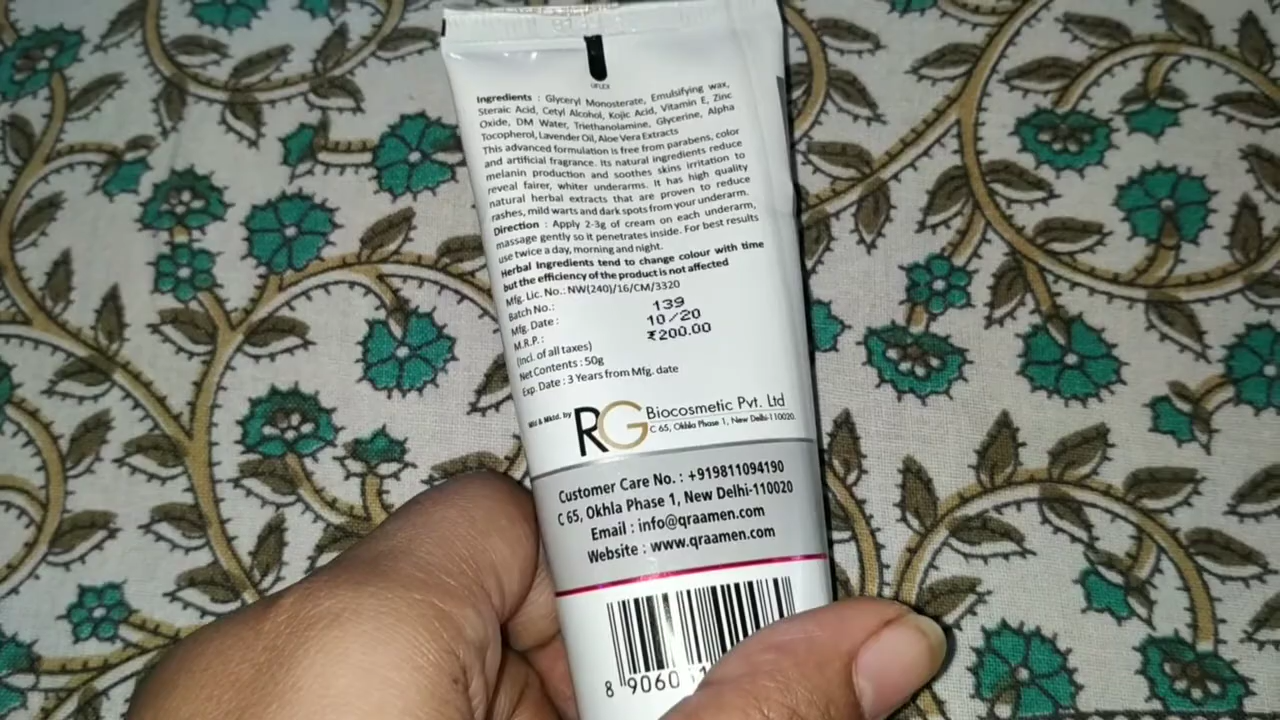 UFLEX
Ingredients : Glyceryl Monosterate, Emulsifying wax,
Steraic Acid, Cetyl Alcohol, Kojic Acid, Vitamin E, Zinc
Oxide, DM Water, Triethanolamine, Glycerine, Alpha
Tocopherol, Lavender Oil, Aloe Vera Extracts
This advanced formulation is free from parabens, color
and artificial fragrance. Its natural ingredients reduce
melanin production and soothes skins irritation to
reveal fairer, whiter underarms. It has high quality
natural herbal extracts that are proven to reduce
rashes, mild warts and dark spots from your underarm.
Direction : Apply 2-3g of cream on each underarm,
massage gently so it penetrates inside. For best results
use twice a day, morning and night.
Herbal Ingredients tend to change colour with time
but the efficiency of the product is not affected
Mfg. Lic. No.: NW(240)/16/CM/3320
Batch No.: 139
Mfg. Date : 10/20
M.R.P.: ₹200.00
(Incl. of all taxes)
Net Contents : 50g
Exp. Date : 3 Years from Mfg. date
Mfd & Mktd. by RG Biocosmetic Pvt. Ltd
C 65, Okhla Phase 1, New Delhi-110020.
Customer Care No. : +919811094190
C 65, Okhla Phase 1, New Delhi-110020
Email : info@qraamen.com
Website : www.qraamen.com
8 9060